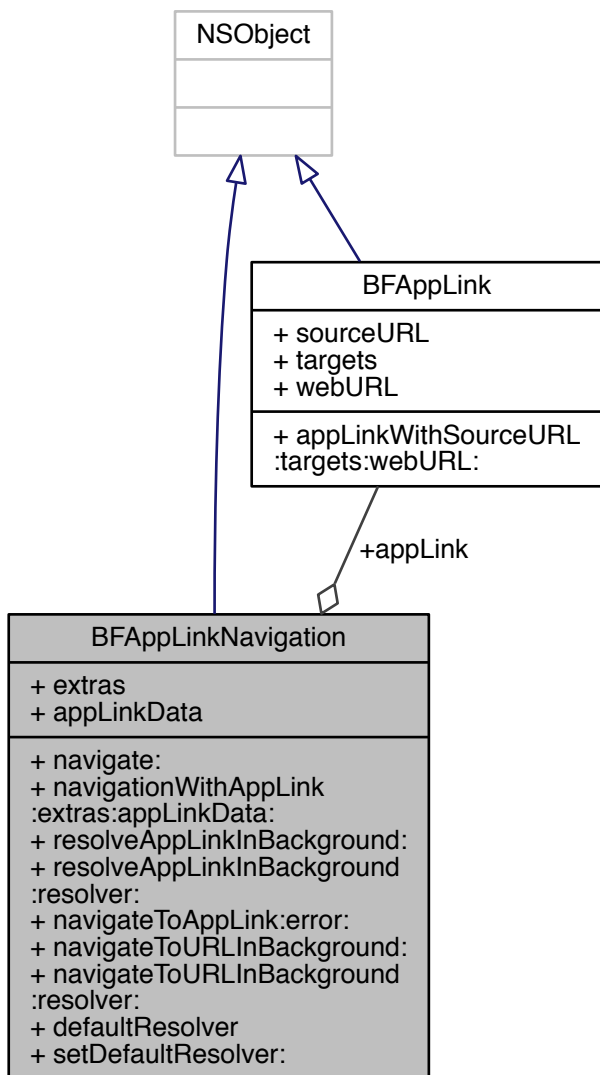 NSObject
BFAppLink
+ sourceURL
+ targets
+ webURL
+ appLinkWithSourceURL
:targets:webURL:
+appLink
BFAppLinkNavigation
+ extras
+ appLinkData
+ navigate:
+ navigationWithAppLink
:extras:appLinkData:
+ resolveAppLinkInBackground:
+ resolveAppLinkInBackground
:resolver:
+ navigateToAppLink:error:
+ navigateToURLInBackground:
+ navigateToURLInBackground
:resolver:
+ defaultResolver
+ setDefaultResolver: